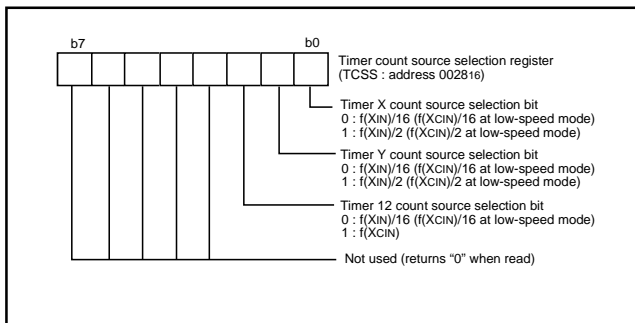 b7
b0
Timer count source selection register
(TCSS : address 002816)
Timer X count source selection bit
0 : f(XIN)/16 (f(XCIN)/16 at low-speed mode)
1 : f(XIN)/2 (f(XCIN)/2 at low-speed mode)
Timer Y count source selection bit
0 : f(XIN)/16 (f(XCIN)/16 at low-speed mode)
1 : f(XIN)/2 (f(XCIN)/2 at low-speed mode)
Timer 12 count source selection bit
0 : f(XIN)/16 (f(XCIN)/16 at low-speed mode)
1 : f(XCIN)
Not used (returns “0” when read)